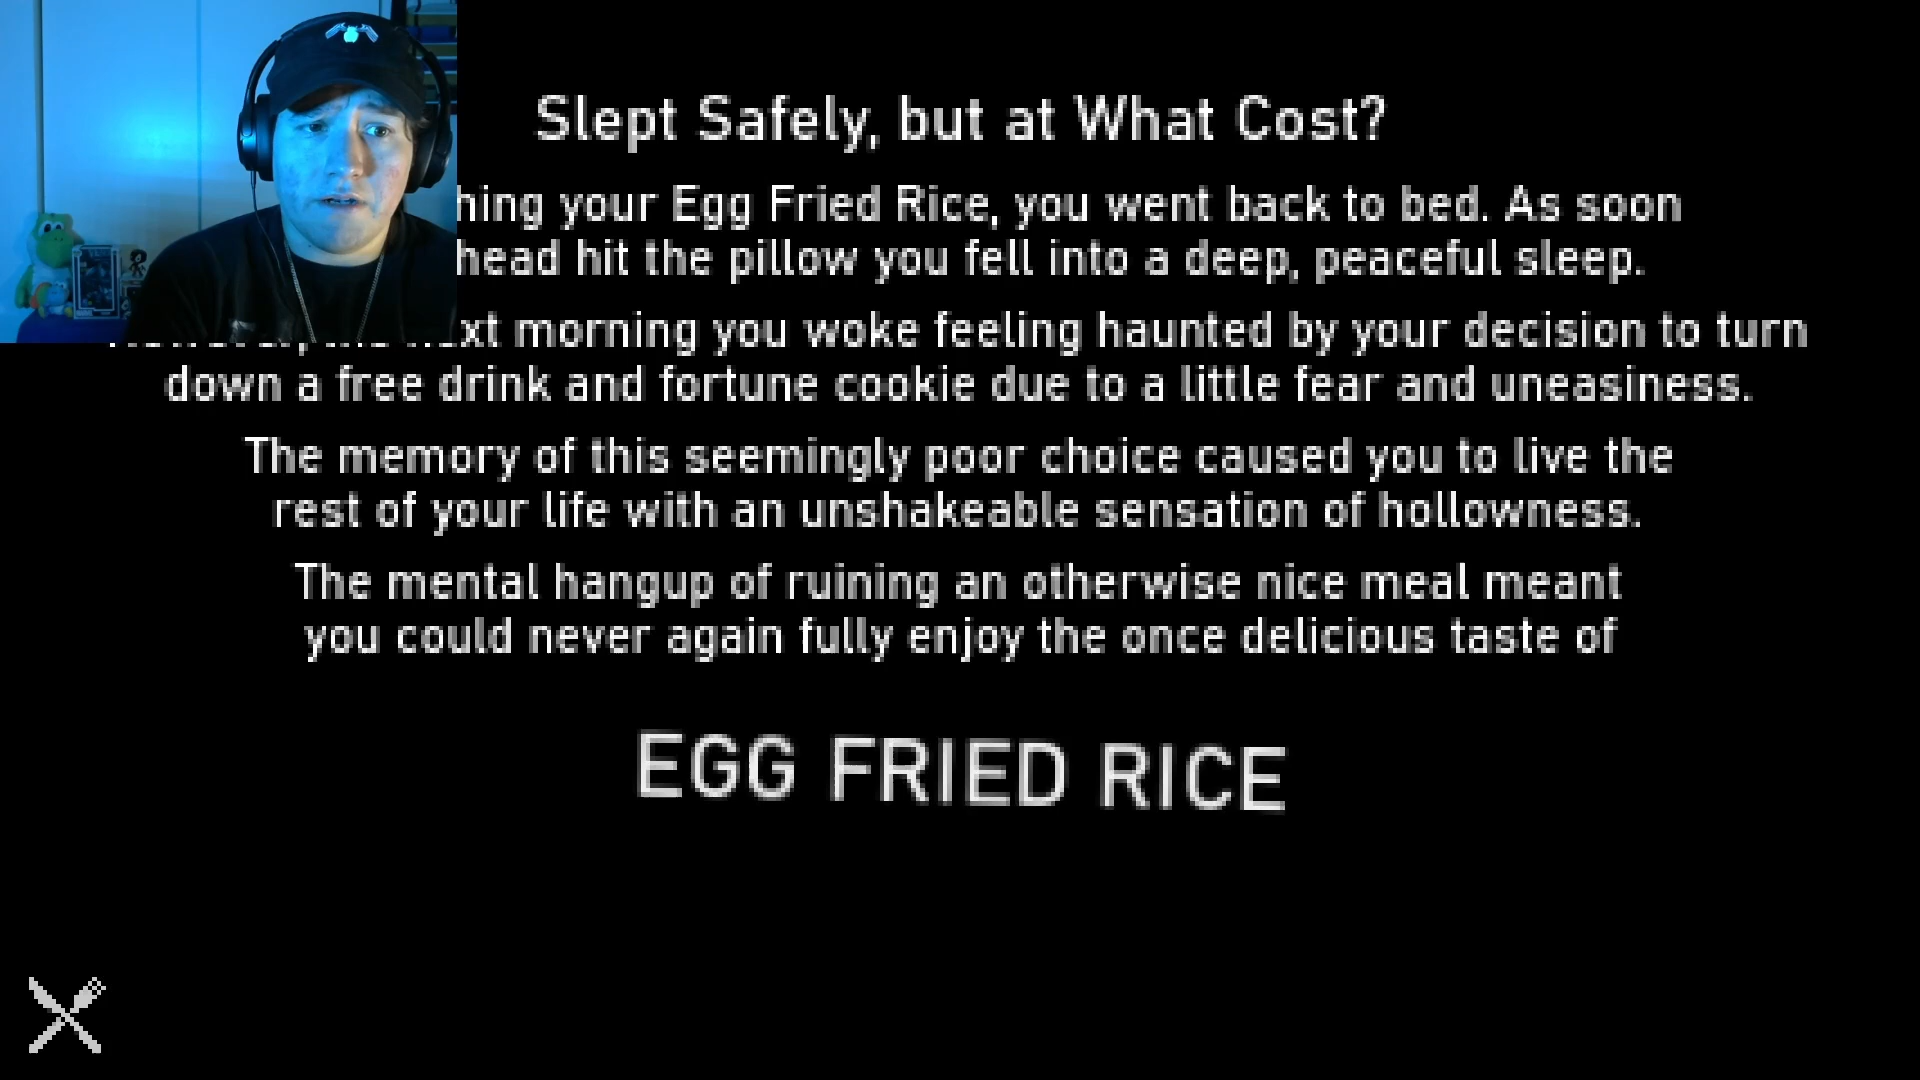 Slept Safely, but at What Cost?
your Egg Fried Rice, you went back to bed. As soon
head hit the pillow you fell into a deep, peaceful sleep.
morning you woke feeling haunted by your decision to turn
down a free drink and fortune cookie due to a little fear and uneasiness.
The memory of this seemingly poor choice caused you to live the
rest of your life with an unshakeable sensation of hollowness.
The mental hangup of ruining an otherwise nice meal meant
you could never again fully enjoy the once delicious taste of
EGG FRIED RICE